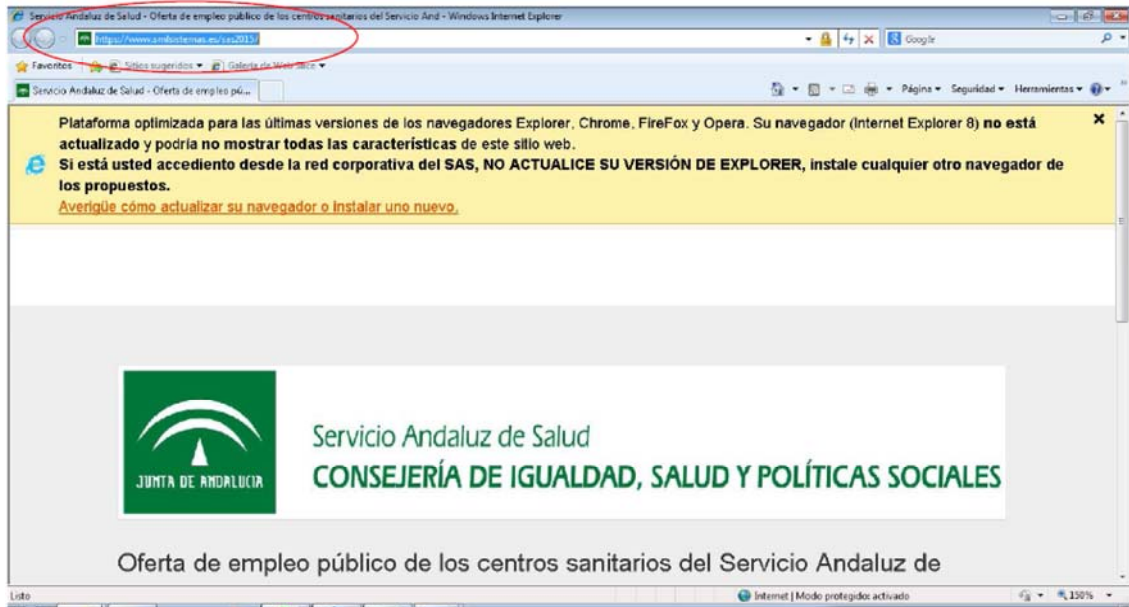 Servicio Andaluz de Salud - Oferta de empleo público de los centros sanitarios del Servicio And - Windows Internet Explorer
https://www.smlsistemas.es/sas2015/
Google
Favoritos Sitios sugeridos Galería de Web Slice
Servicio Andaluz de Salud - Oferta de empleo pú...
Página Seguridad Herramientas
Plataforma optimizada para las últimas versiones de los navegadores Explorer, Chrome, FireFox y Opera. Su navegador (Internet Explorer 8) no está
actualizado y podría no mostrar todas las características de este sitio web.
Si está usted accediento desde la red corporativa del SAS, NO ACTUALICE SU VERSIÓN DE EXPLORER, instale cualquier otro navegador de
los propuestos.
Averigüe cómo actualizar su navegador o instalar uno nuevo.
JUNTA DE ANDALUCIA
Servicio Andaluz de Salud
CONSEJERÍA DE IGUALDAD, SALUD Y POLÍTICAS SOCIALES
Oferta de empleo público de los centros sanitarios del Servicio Andaluz de
Listo
Internet | Modo protegido: activado
150%